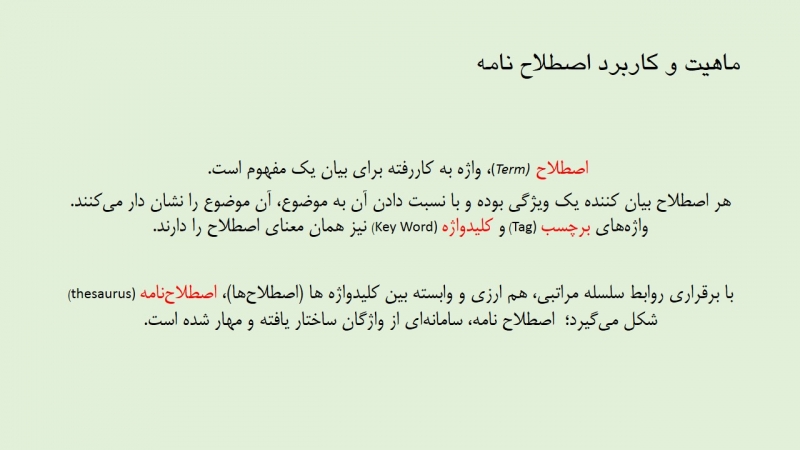 ماهیت و کاربرد اصطلاح نامه
اصطلاح (Term)، واژه به کاررفته برای بیان یک مفهوم است.
هر اصطلاح بیان کننده یک ویژگی بوده و با نسبت دادن آن به موضوع، آن موضوع را نشان دار می‌کنند.
واژه‌های برچسب (Tag) و کلیدواژه (Key Word) نیز همان معنای اصطلاح را دارند.
با برقراری روابط سلسله مراتبی، هم ارزی و وابسته بین کلیدواژه ها (اصطلاح‌ها)، اصطلاح‌نامه (thesaurus)
شکل می‌گیرد؛ اصطلاح نامه، سامانه‌ای از واژگان ساختار یافته و مهار شده است.